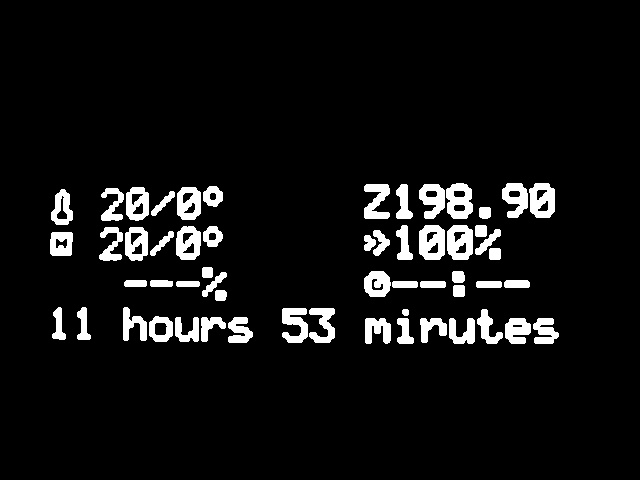 20/0° Z198.90
20/0° »100%
---% --:--
11 hours 53 minutes